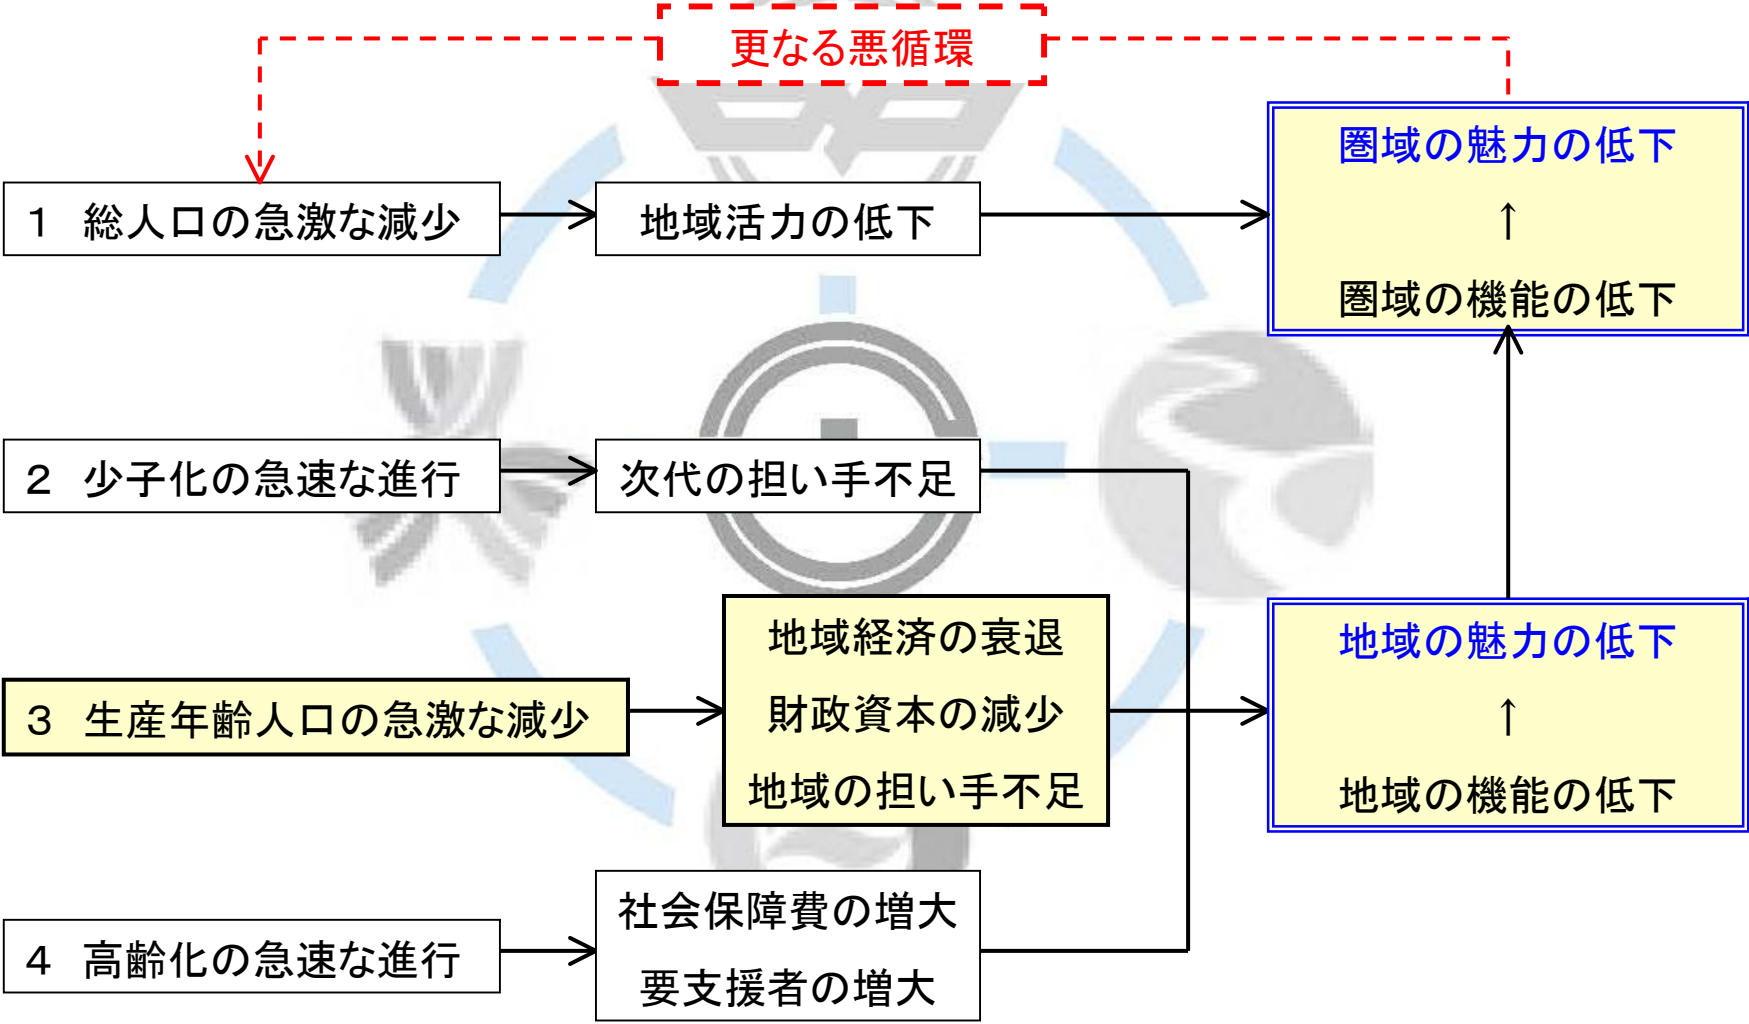 更なる悪循環
1 総人口の急激な減少
地域活力の低下
圏域の魅力の低下
↑
圏域の機能の低下
2 少子化の急速な進行
次代の担い手不足
3 生産年齢人口の急激な減少
地域経済の衰退
財政資本の減少
地域の担い手不足
地域の魅力の低下
↑
地域の機能の低下
4 高齢化の急速な進行
社会保障費の増大
要支援者の増大